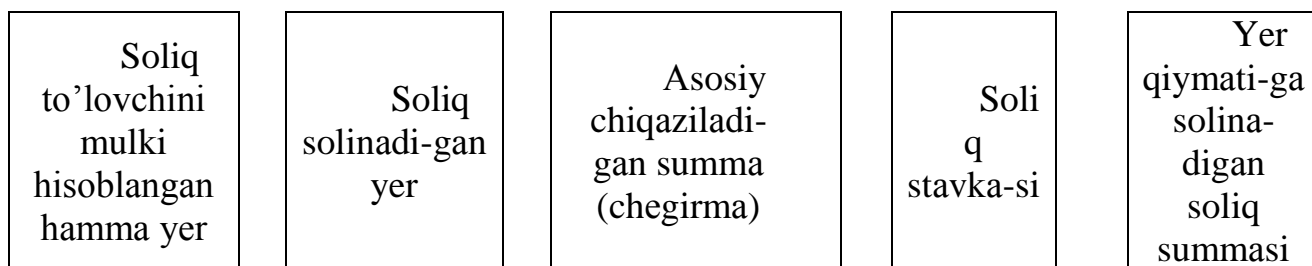 Soliq
to’lovchini
mulki
hisoblangan
hamma yer
Soliq
solinadi-gan
yer
Asosiy
chiqaziladi-
gan summa
(chegirma)
Soli
q
stavka-si
Yer
qiymati-ga
solina-
digan
soliq
summasi